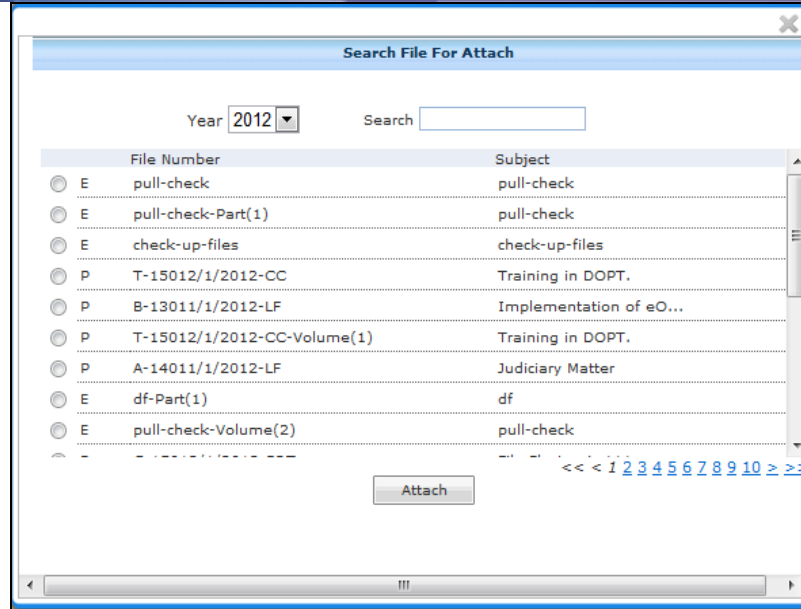 Search File For Attach
Year 2012 Search
File Number Subject
E pull-check pull-check
E pull-check-Part(1) pull-check
E check-up-files check-up-files
P T-15012/1/2012-CC Training in DOPT.
P B-13011/1/2012-LF Implementation of eO...
P T-15012/1/2012-CC-Volume(1) Training in DOPT.
P A-14011/1/2012-LF Judiciary Matter
E df-Part(1) df
E pull-check-Volume(2) pull-check
<< < 1 2 3 4 5 6 7 8 9 10 > >>
Attach